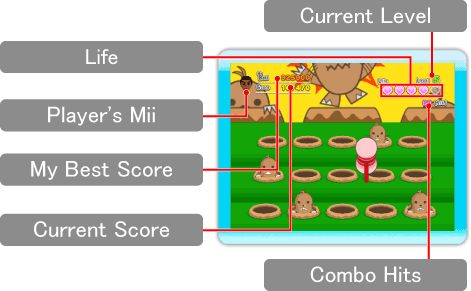 Current Level
Life
Player's Mii
My Best Score
Current Score
Combo Hits